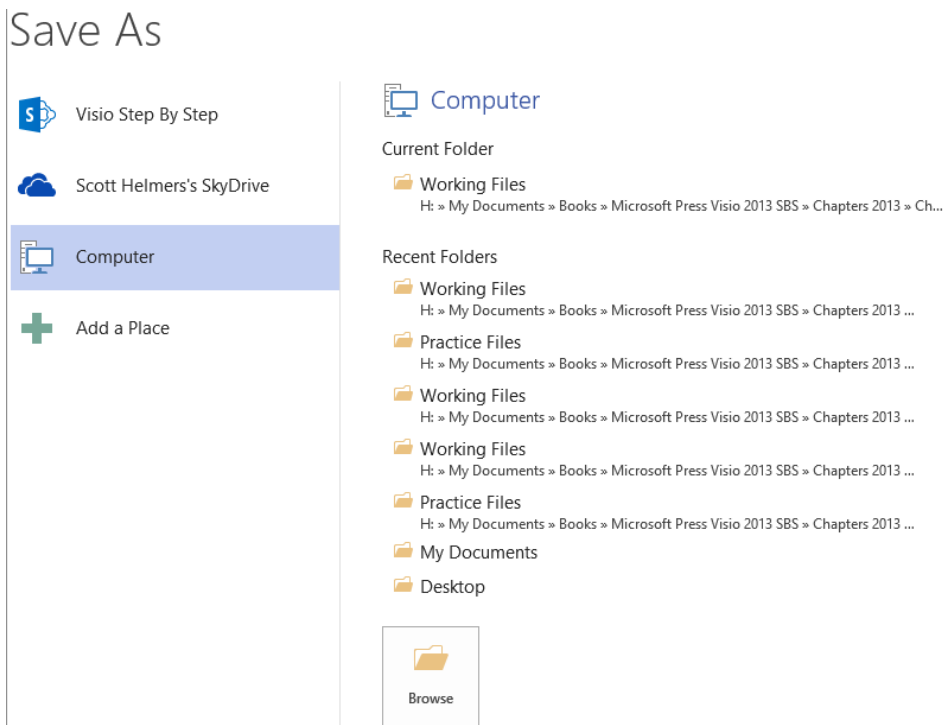 Save As
Visio Step By Step
Scott Helmers's SkyDrive
Computer
Add a Place
Computer
Current Folder
Working Files
H: » My Documents » Books » Microsoft Press Visio 2013 SBS » Chapters 2013 » Ch...
Recent Folders
Working Files
H: » My Documents » Books » Microsoft Press Visio 2013 SBS » Chapters 2013 ...
Practice Files
H: » My Documents » Books » Microsoft Press Visio 2013 SBS » Chapters 2013 ...
Working Files
H: » My Documents » Books » Microsoft Press Visio 2013 SBS » Chapters 2013 ...
Working Files
H: » My Documents » Books » Microsoft Press Visio 2013 SBS » Chapters 2013 ...
Practice Files
H: » My Documents » Books » Microsoft Press Visio 2013 SBS » Chapters 2013 ...
My Documents
Desktop
Browse